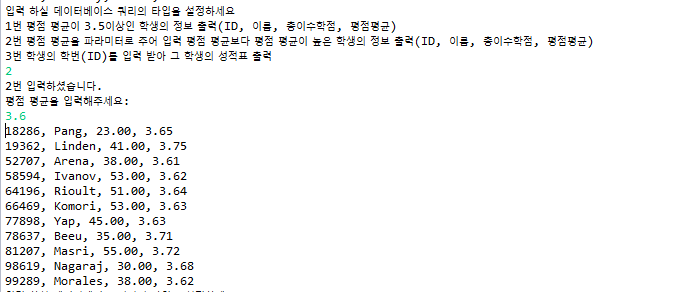 입력 하실 데이터베이스 쿼리의 타입을 설정하세요
1번 평점 평균이 3.5이상인 학생의 정보 출력(ID, 이름, 총이수학점, 평점평균)
2번 평점 평균을 파라미터로 주어 입력 평점 평균보다 평점 평균이 높은 학생의 정보 출력(ID, 이름, 총이수학점, 평점평균)
3번 학생의 학번(ID)를 입력 받아 그 학생의 성적표 출력
2
2번 입력하셨습니다.
평점 평균을 입력해주세요:
3.6
18286, Pang, 23.00, 3.65
19362, Linden, 41.00, 3.75
52707, Arena, 38.00, 3.61
58594, Ivanov, 53.00, 3.62
64196, Rioult, 51.00, 3.64
66469, Komori, 53.00, 3.63
77898, Yap, 45.00, 3.63
78637, Beeu, 35.00, 3.71
81207, Masri, 55.00, 3.72
98619, Nagaraj, 30.00, 3.68
99289, Morales, 38.00, 3.62